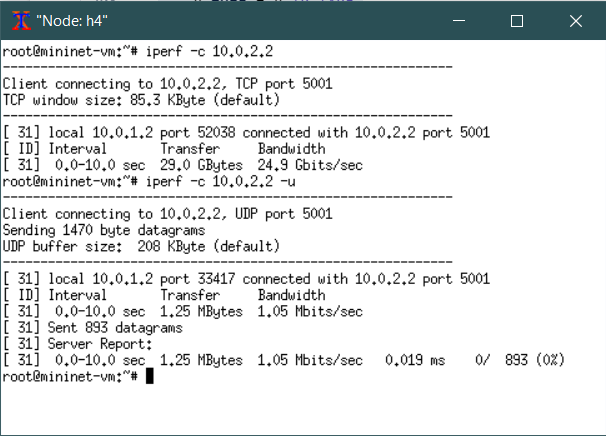 "Node: h4"
root@mininet-vm:~# iperf -c 10.0.2.2
------------------------------------------------------------
Client connecting to 10.0.2.2, TCP port 5001
TCP window size: 85.3 KByte (default)
------------------------------------------------------------
[ 31] local 10.0.1.2 port 52038 connected with 10.0.2.2 port 5001
[ ID] Interval       Transfer     Bandwidth
[ 31]  0.0-10.0 sec  29.0 GBytes  24.9 Gbits/sec
root@mininet-vm:~# iperf -c 10.0.2.2 -u
------------------------------------------------------------
Client connecting to 10.0.2.2, UDP port 5001
Sending 1470 byte datagrams
UDP buffer size:  208 KByte (default)
------------------------------------------------------------
[ 31] local 10.0.1.2 port 33417 connected with 10.0.2.2 port 5001
[ ID] Interval       Transfer     Bandwidth
[ 31]  0.0-10.0 sec  1.25 MBytes  1.05 Mbits/sec
[ 31] Sent 893 datagrams
[ 31] Server Report:
[ 31]  0.0-10.0 sec  1.25 MBytes  1.05 Mbits/sec   0.019 ms    0/  893 (0%)
root@mininet-vm:~#